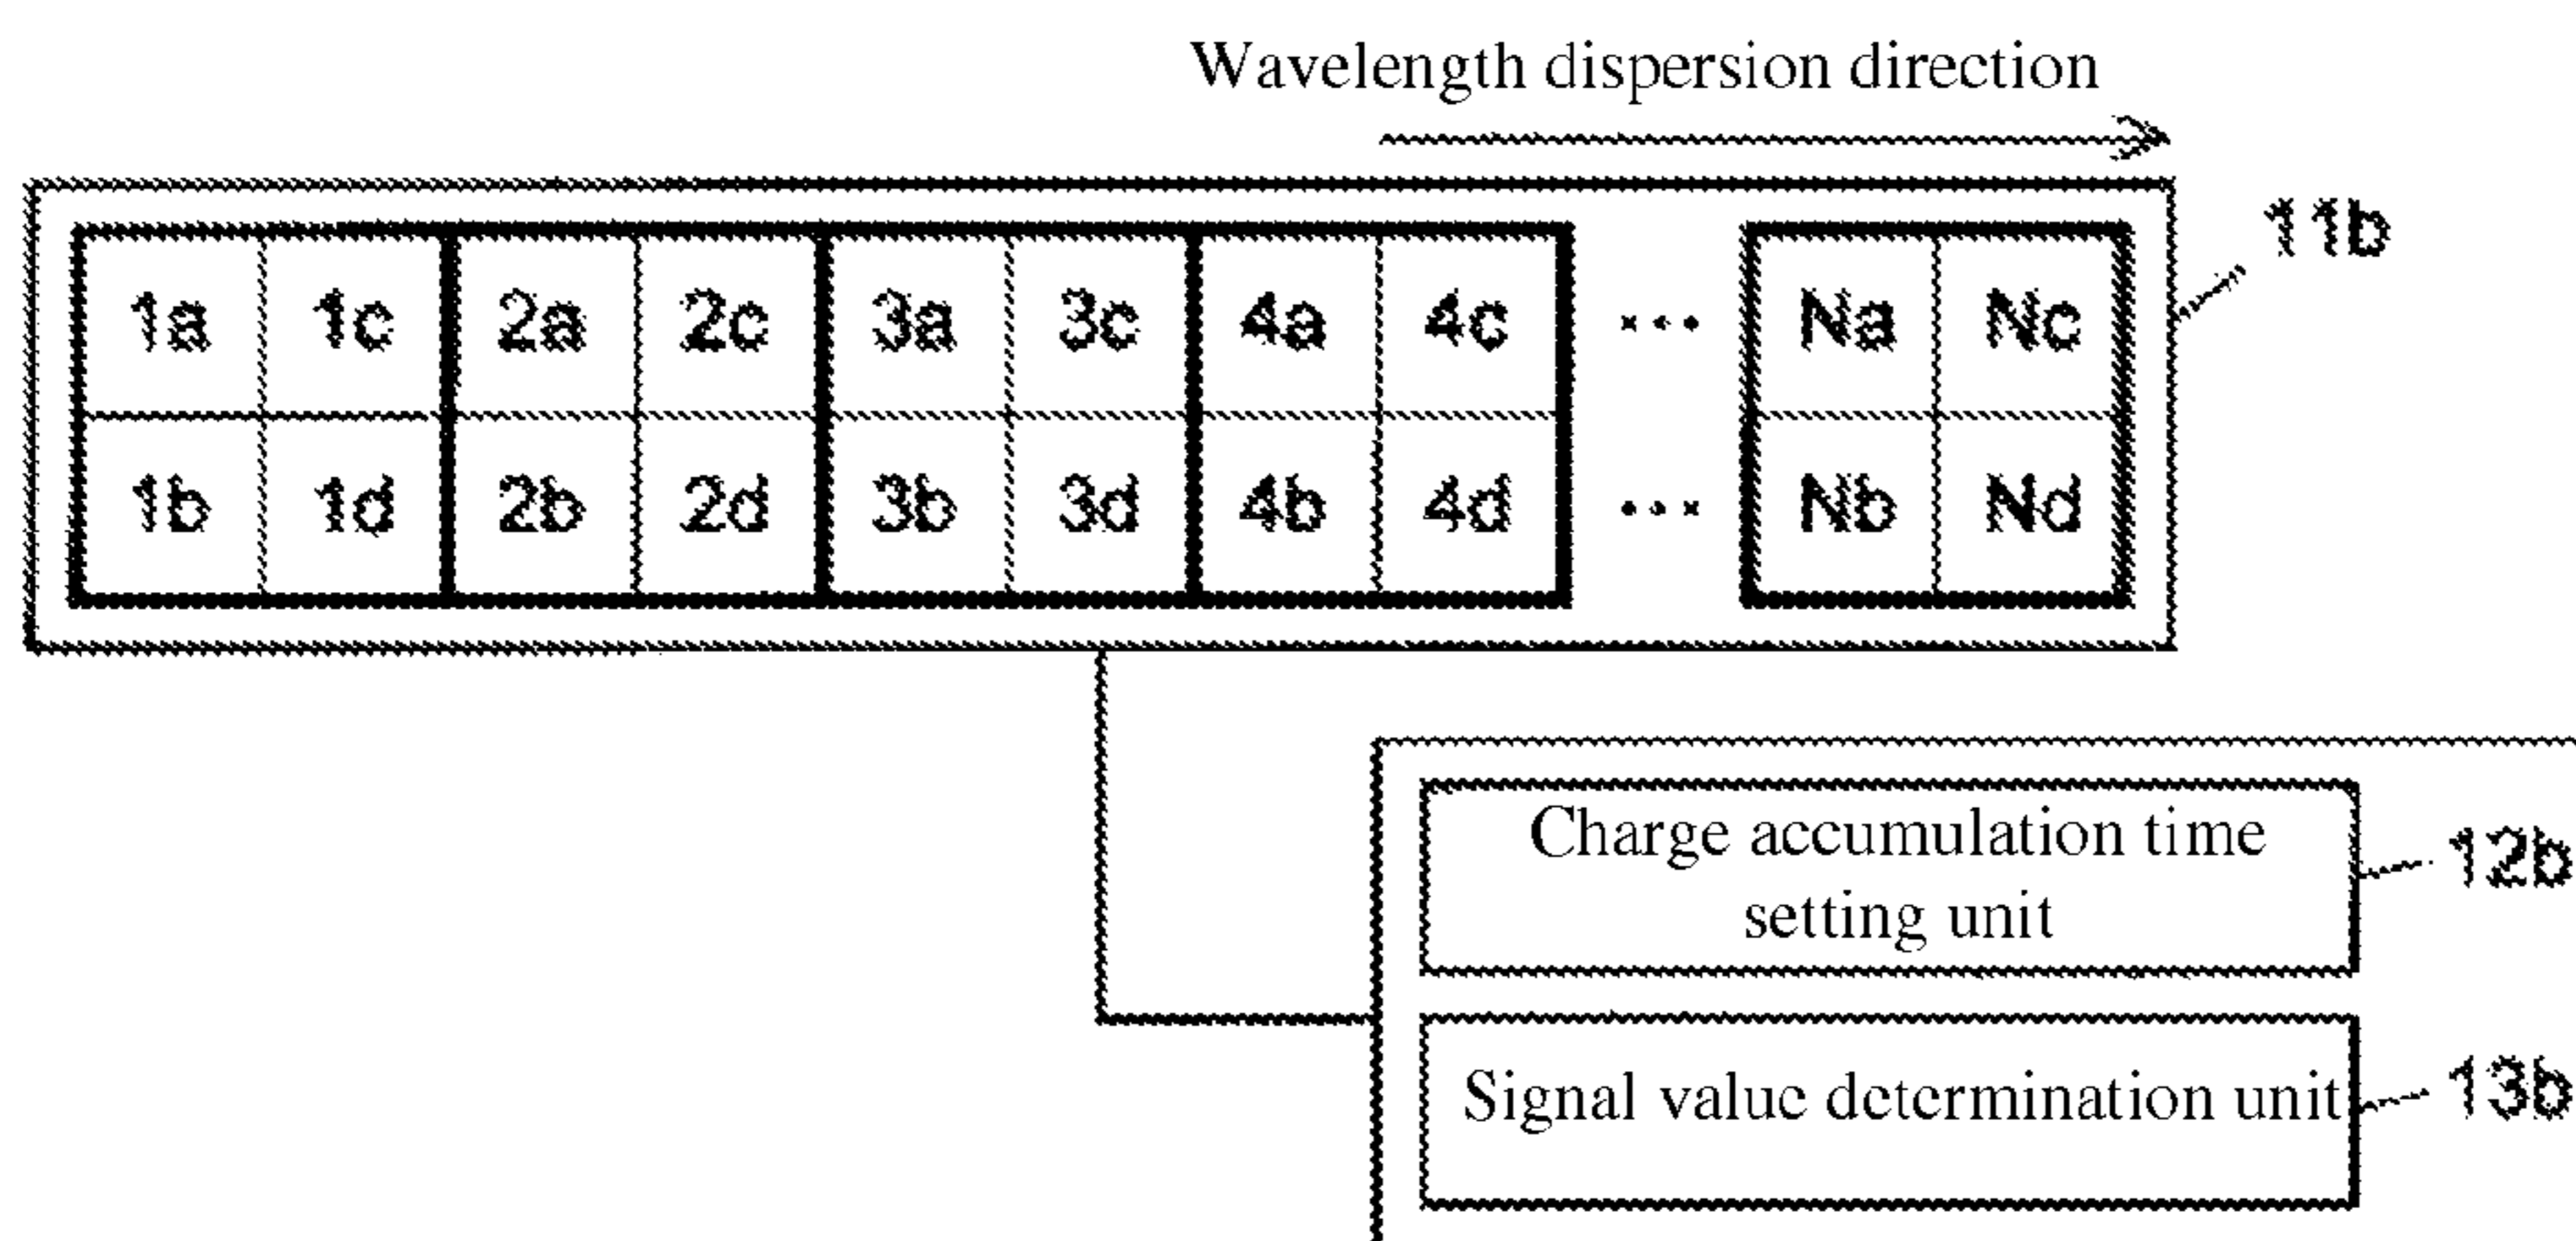 Wavelength dispersion direction
11b
1a 1c 2a 2c 3a 3c 4a 4c ... Na Nc
1b 1d 2b 2d 3b 3d 4b 4d ... Nb Nd
Charge accumulation time
setting unit
12b
Signal value determination unit
13b